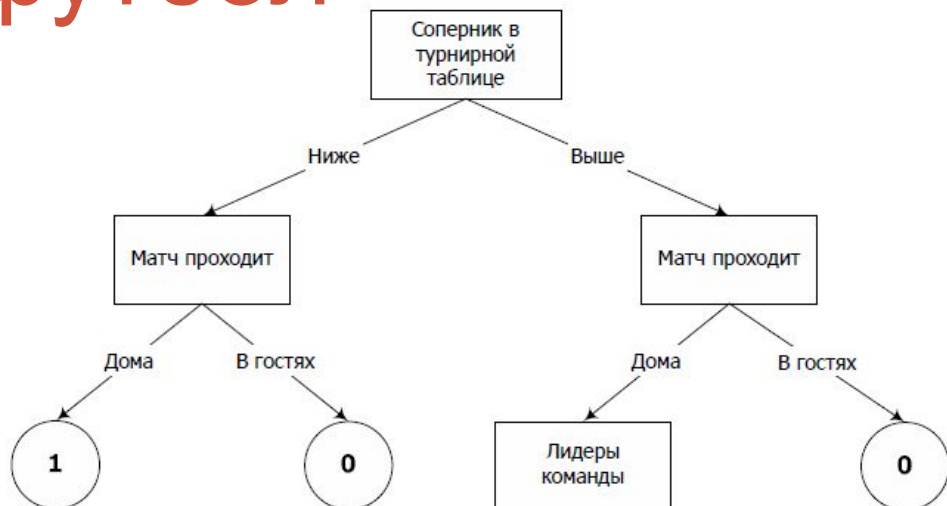 Соперник в
турнирной
таблице
Ниже
Выше
Матч проходит
Матч проходит
Дома
В гостях
Дома
В гостях
1
0
Лидеры
команды
0